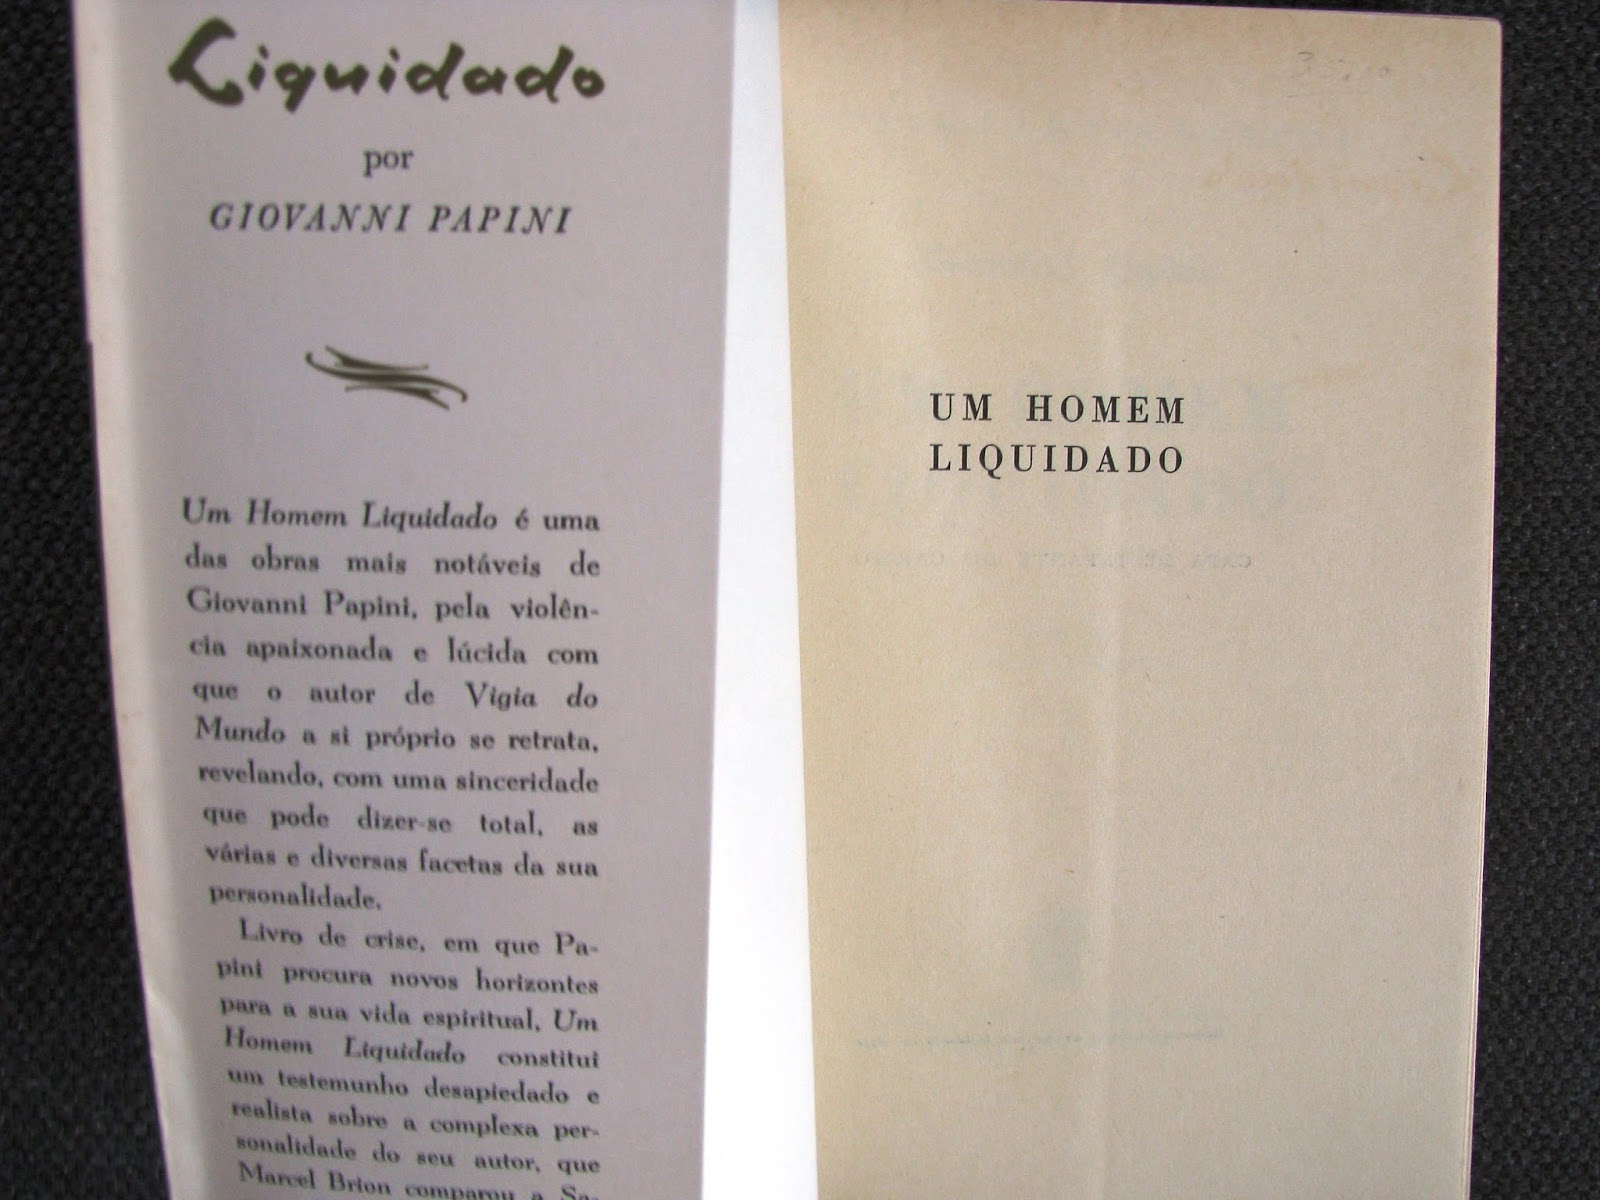 Liquidado
por
GIOVANNI PAPINI
Um Homem Liquidado é uma
das obras mais notáveis de
Giovanni Papini, pela violên-
cia apaixonada e lúcida com
que o autor de Vigia do
Mundo a si próprio se retrata,
revelando, com uma sinceridade
que pode dizer-se total, as
várias e diversas facetas da sua
personalidade.
Livro de crise, em que Pa-
pini procura novos horizontes
para a sua vida espiritual, Um
Homem Liquidado constitui
um testemunho desapiedado e
realista sobre a complexa per-
sonalidade do seu autor, que
Marcel Brion comparou a Sa-
UM HOMEM
LIQUIDADO